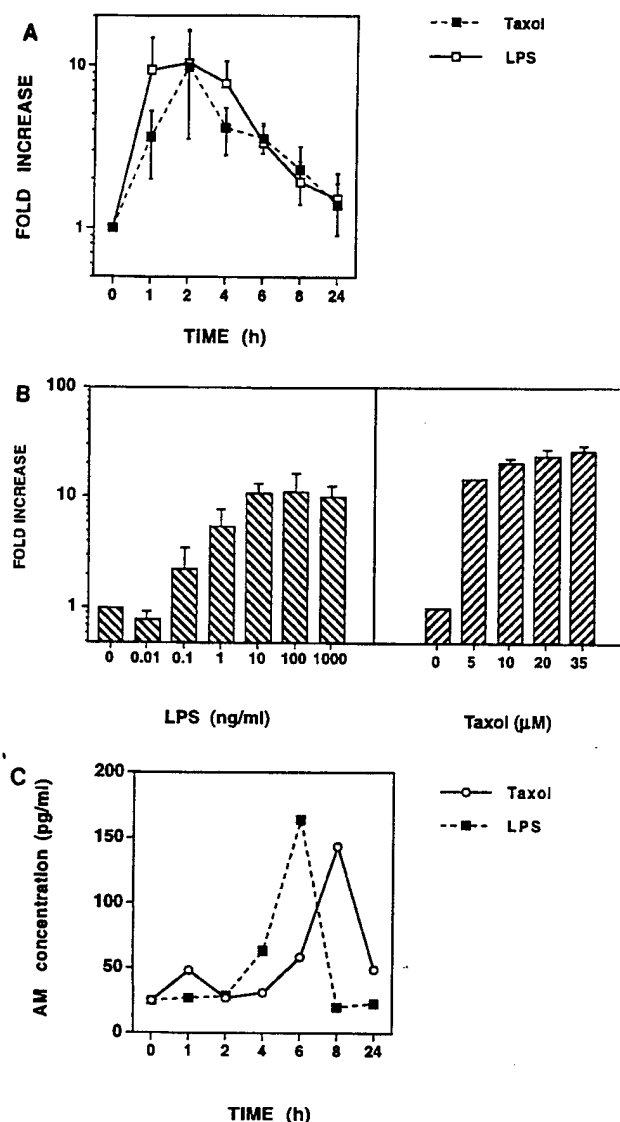 A
Taxol
LPS
10
1
FOLD INCREASE
0 1 2 4 6 8 24
TIME (h)
B
100
10
1
FOLD INCREASE
0 0.01 0.1 1 10 100 1000
0 5 10 20 35
LPS (ng/ml)
Taxol (μM)
C
200
150
100
50
0
AM concentration (pg/ml)
Taxol
LPS
0 1 2 4 6 8 24
TIME (h)